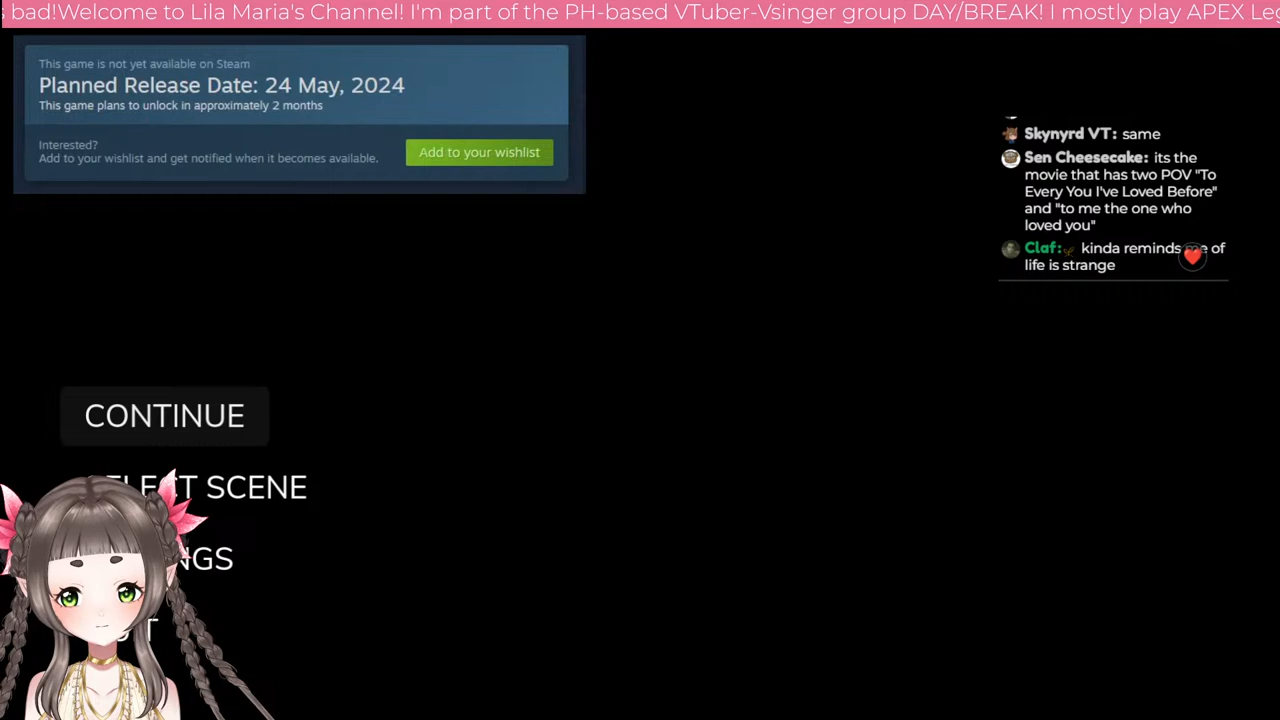 bad!Welcome to Lila Maria's Channel! I'm part of the PH-based VTuber-Vsinger group DAY/BREAK! I mostly play APEX
This game is not yet available on Steam
Planned Release Date: 24 May, 2024
This game plans to unlock in approximately 2 months
Interested?
Add to your wishlist and get notified when it becomes available.
Add to your wishlist
Skynyrd VT: same
Sen Cheesecake: its the
movie that has two POV "To
Every You I've Loved Before"
and "to me the one who
loved you"
Claf: kinda reminds me of
life is strange
CONTINUE
SCENE